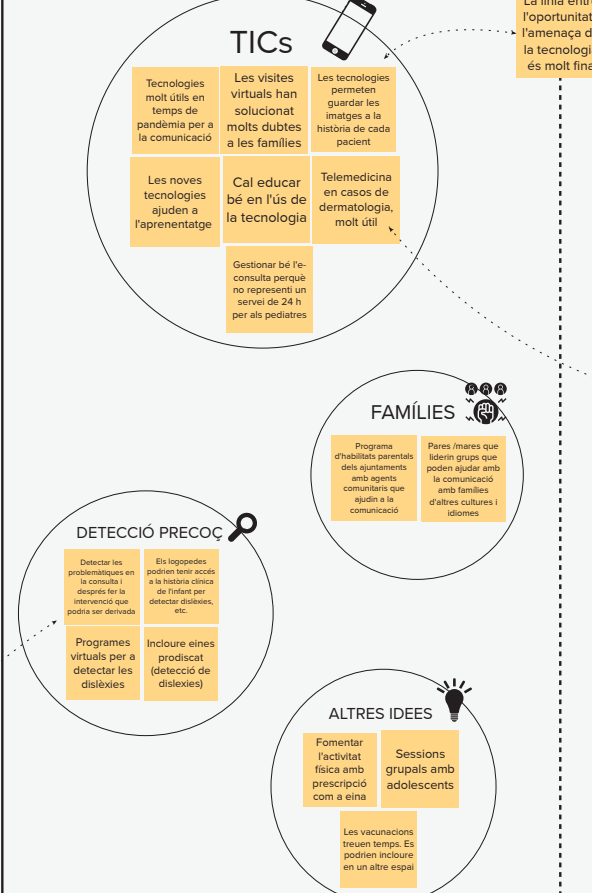 La línia entre
l'oportunitat
l'amenaça d
la tecnologia
és molt fina
TICs
Tecnologies
molt útils en
temps de
pandèmia per a
la comunicació
Les visites
virtuals han
solucionat
molts dubtes
a les famílies
Les tecnologies
permeten
guardar les
imatges a la
història de cada
pacient
Les noves
tecnologies
ajuden a
l'aprenentatge
Cal educar
bé en l'ús de
la tecnologia
Telemedicina
en casos de
dermatologia,
molt útil
Gestionar bé l'e-
consulta perquè
no representi un
servei de 24 h
per als pediatres
FAMÍLIES
Programa
d'habilitats parentals
dels ajuntaments
amb agents
comunitaris que
ajudin a la
comunicació
Pares /mares que
liderin grups que
poden ajudar amb
la comunicació
amb famílies
d'altres cultures i
idiomes
DETECCIÓ PRECOÇ
Detectar les
problemàtiques en
la consulta i
després fer la
intervenció que
podria ser derivada
Els logopedes
podrien tenir accés
a la història clínica
de l'infant per
detectar dislèxies,
etc.
Programes
virtuals per a
detectar les
dislèxies
Incloure eines
prodiscat
(detecció de
dislexies)
ALTRES IDEES
Fomentar
l'activitat
física amb
prescripció
com a eina
Sessions
grupals amb
adolescents
Les vacunacions
treuen temps. Es
podrien incloure
en un altre espai